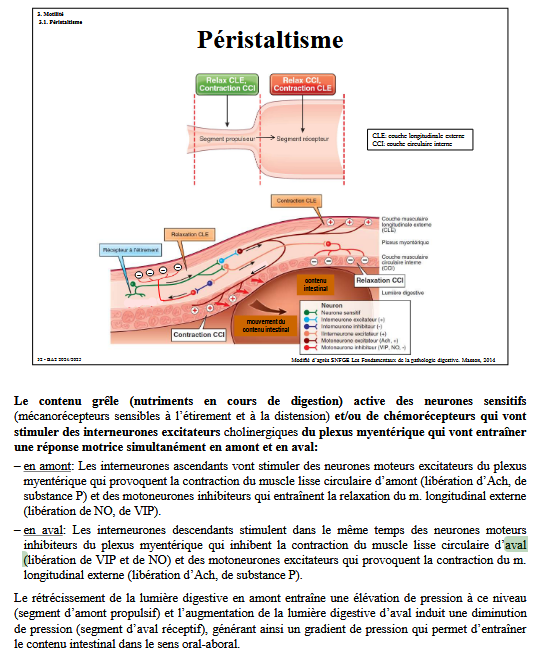 3. Motilité
3.1. Péristaltisme
Péristaltisme
Relax CLE,
Contraction CCI
Relax CCI,
Contraction CLE
Segment propulseur
Segment récepteur
CLE: couche longitudinale externe
CCI: couche circulaire interne
Contraction CLE
Relaxation CLE
Récepteur à l'étirement
Couche musculaire
longitudinale externe
(CLE)
Plexus myentérique
Couche musculaire
circulaire interne
(CCI)
Relaxation CCI
Lumière digestive
contenu
intestinal
mouvement du
contenu intestinal
Contraction CCI
Neuron
Neurone sensitif
Interneurone excitateur (+)
Interneurone inhibiteur (-)
Interneurone excitateur (+)
Motoneurone excitateur (Ach, +)
Motoneurone inhibiteur (VIP, NO, -)
Modifié d'après SNFGE Les Fondamentaux de la pathologie digestive. Masson, 2014
Le contenu grêle (nutriments en cours de digestion) active des neurones sensitifs
(mécanorécepteurs sensibles à l'étirement et à la distension) et/ou de chémorécepteurs qui vont
stimuler des interneurones excitateurs cholinergiques du plexus myentérique qui vont entraîner
une réponse motrice simultanément en amont et en aval:
– en amont: Les interneurones ascendants vont stimuler des neurones moteurs excitateurs du plexus
myentérique qui provoquent la contraction du muscle lisse circulaire d'amont (libération d'Ach, de
substance P) et des motoneurones inhibiteurs qui entraînent la relaxation du m. longitudinal externe
(libération de NO, de VIP).
– en aval: Les interneurones descendants stimulent dans le même temps des neurones moteurs
inhibiteurs du plexus myentérique qui inhibent la contraction du muscle lisse circulaire d'aval
(libération de VIP et de NO) et des motoneurones excitateurs qui provoquent la contraction du m.
longitudinal externe (libération d'Ach, de substance P).
Le rétrécissement de la lumière digestive en amont entraîne une élévation de pression à ce niveau
(segment d'amont propulsif) et l'augmentation de la lumière digestive d'aval induit une diminution
de pression (segment d'aval réceptif), générant ainsi un gradient de pression qui permet d'entraîner
le contenu intestinal dans le sens oral-aboral.